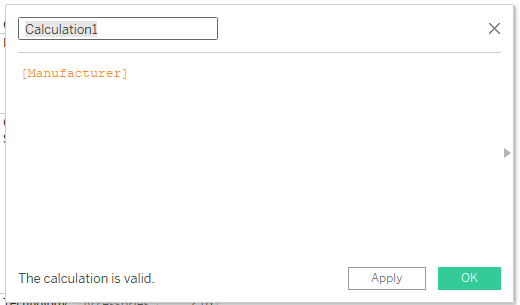 Calculation1
[Manufacturer]
The calculation is valid.
Apply
OK